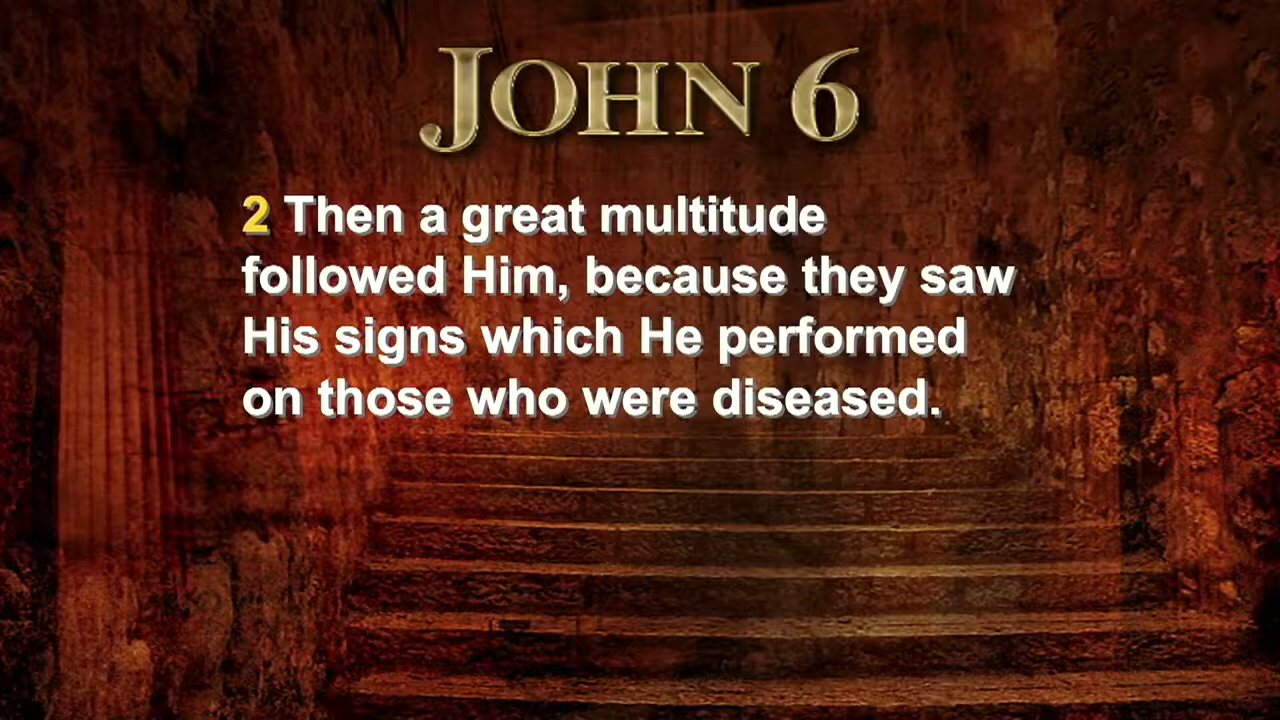 JOHN 6
2 Then a great multitude
followed Him, because they saw
His signs which He performed
on those who were diseased.